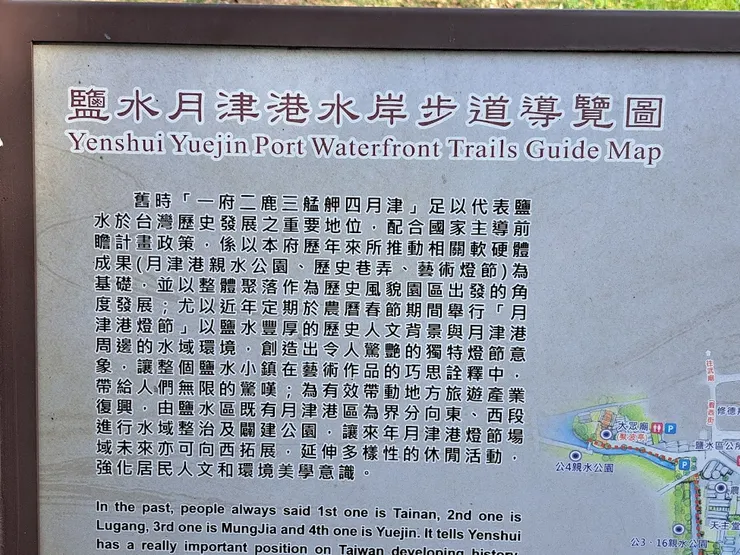 鹽水月津港水岸步道導覽圖
Yenshui Yuejin Port Waterfront Trails Guide Map
舊時「一府二鹿三艋舺四月津」足以代表鹽
水於台灣歷史發展之重要地位，配合國家主導前
瞻計畫政策，係以本府歷年來所推動相關軟硬體
成果(月津港親水公園、歷史巷弄、藝術燈節)為
基礎，並以整體聚落作為歷史風貌園區出發的角
度發展；尤以近年定期於農曆春節期間舉行「月
津港燈節」以鹽水豐厚的歷史人文背景與月津港
周邊的水域環境，創造出令人驚艷的獨特燈節意
象，讓整個鹽水小鎮在藝術作品的巧思詮釋中，
帶給人們無限的驚嘆；為有效帶動地方旅遊產業
復興，由鹽水區既有月津港區為界分向東、西段
進行水域整治及闢建公園，讓來年月津港燈節場
域未來亦可向西拓展，延伸多樣性的休閒活動，
強化居民人文和環境美學意識。
In the past, people always said 1st one is Tainan, 2nd one is
Lugang, 3rd one is MungJia and 4th one is Yuejin. It tells Yenshui
has a really important position on Taiwan developing history
大眾廟
(聚波亭)
P
鹽水區公所
公4親水公園
P
天主堂
公3、16親水公園